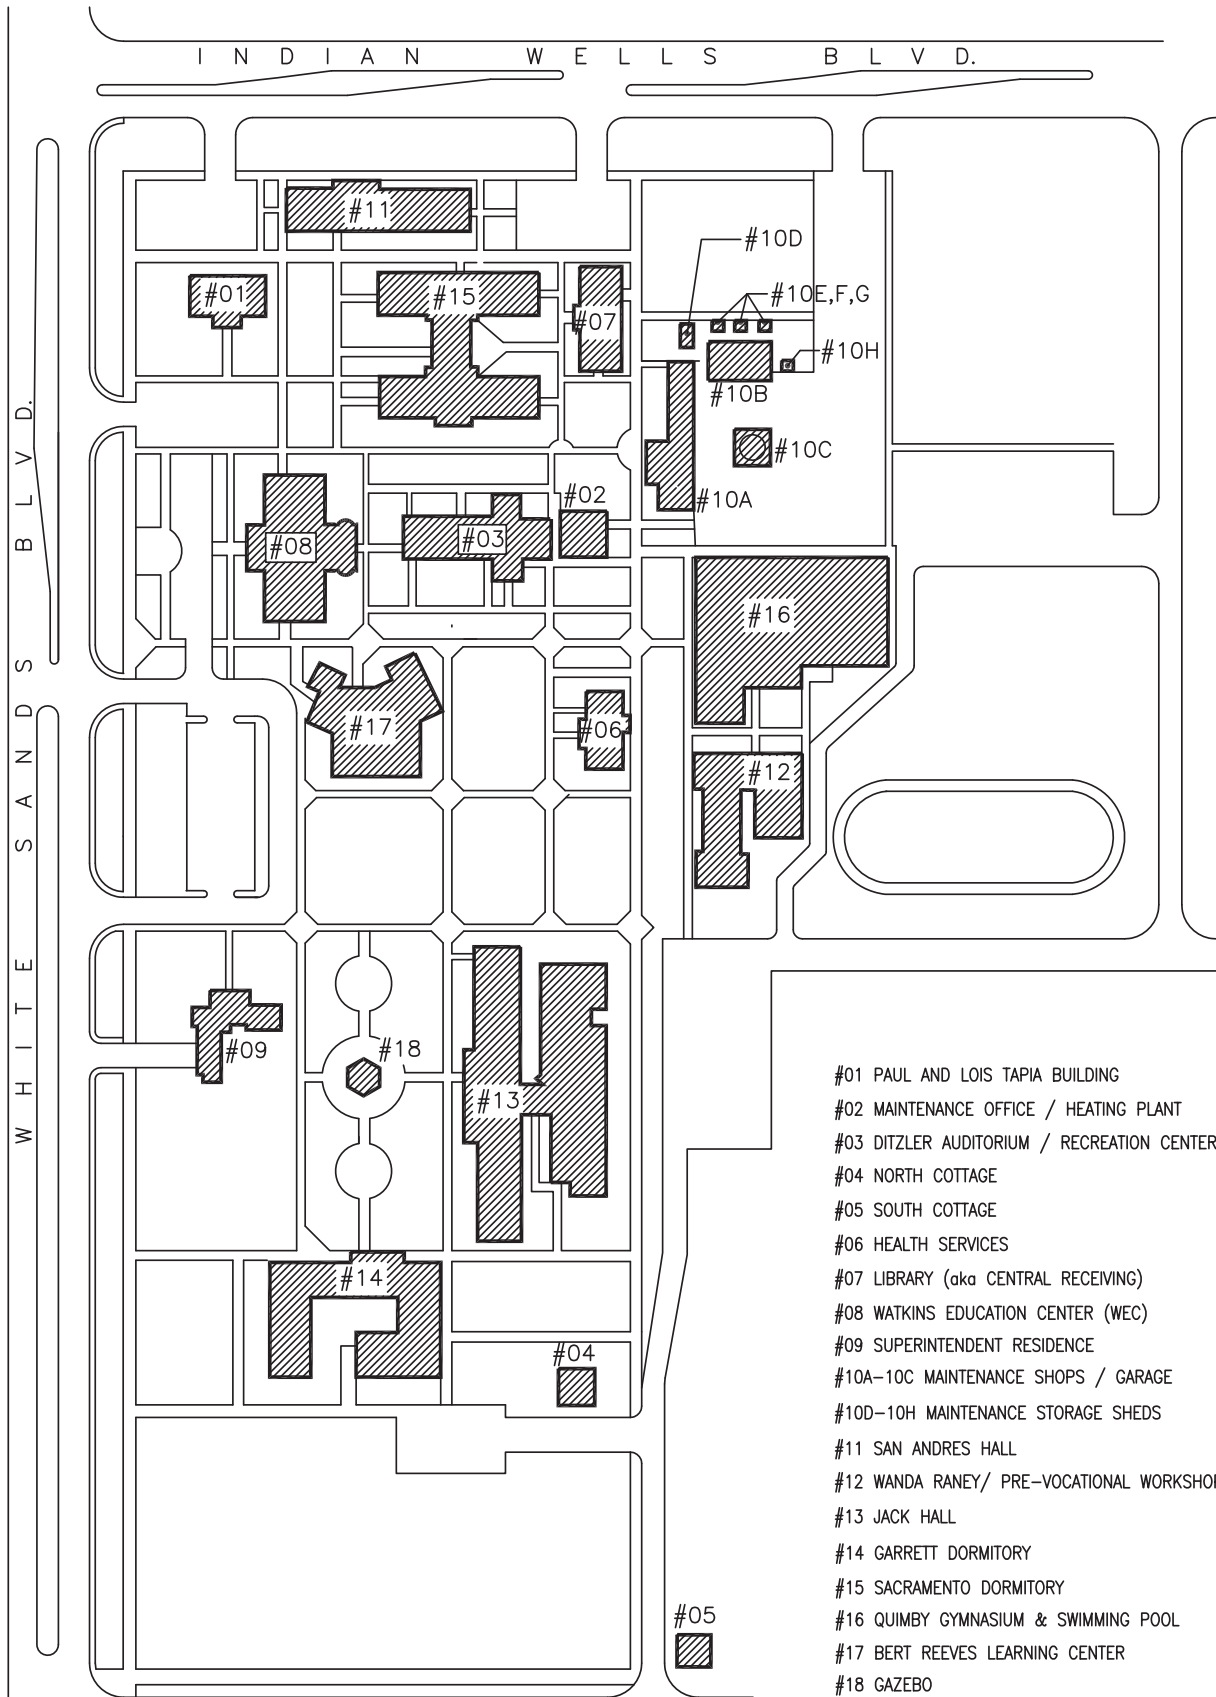 INDIAN WELLS BLVD.
WHITE SANDS BLVD.
#11
#10D
#01
#15
#10E,F,G
#07
#10H
#10B
#10C
#02
#10A
#08
#03
#16
#17
#06
#12
#18
#09
#13
#14
#04
#05
#01 PAUL AND LOIS TAPIA BUILDING
#02 MAINTENANCE OFFICE / HEATING PLANT
#03 DITZLER AUDITORIUM / RECREATION CENTER
#04 NORTH COTTAGE
#05 SOUTH COTTAGE
#06 HEALTH SERVICES
#07 LIBRARY (aka CENTRAL RECEIVING)
#08 WATKINS EDUCATION CENTER (WEC)
#09 SUPERINTENDENT RESIDENCE
#10A-10C MAINTENANCE SHOPS / GARAGE
#10D-10H MAINTENANCE STORAGE SHEDS
#11 SAN ANDRES HALL
#12 WANDA RANEY/ PRE-VOCATIONAL WORKSHOP
#13 JACK HALL
#14 GARRETT DORMITORY
#15 SACRAMENTO DORMITORY
#16 QUIMBY GYMNASIUM & SWIMMING POOL
#17 BERT REEVES LEARNING CENTER
#18 GAZEBO